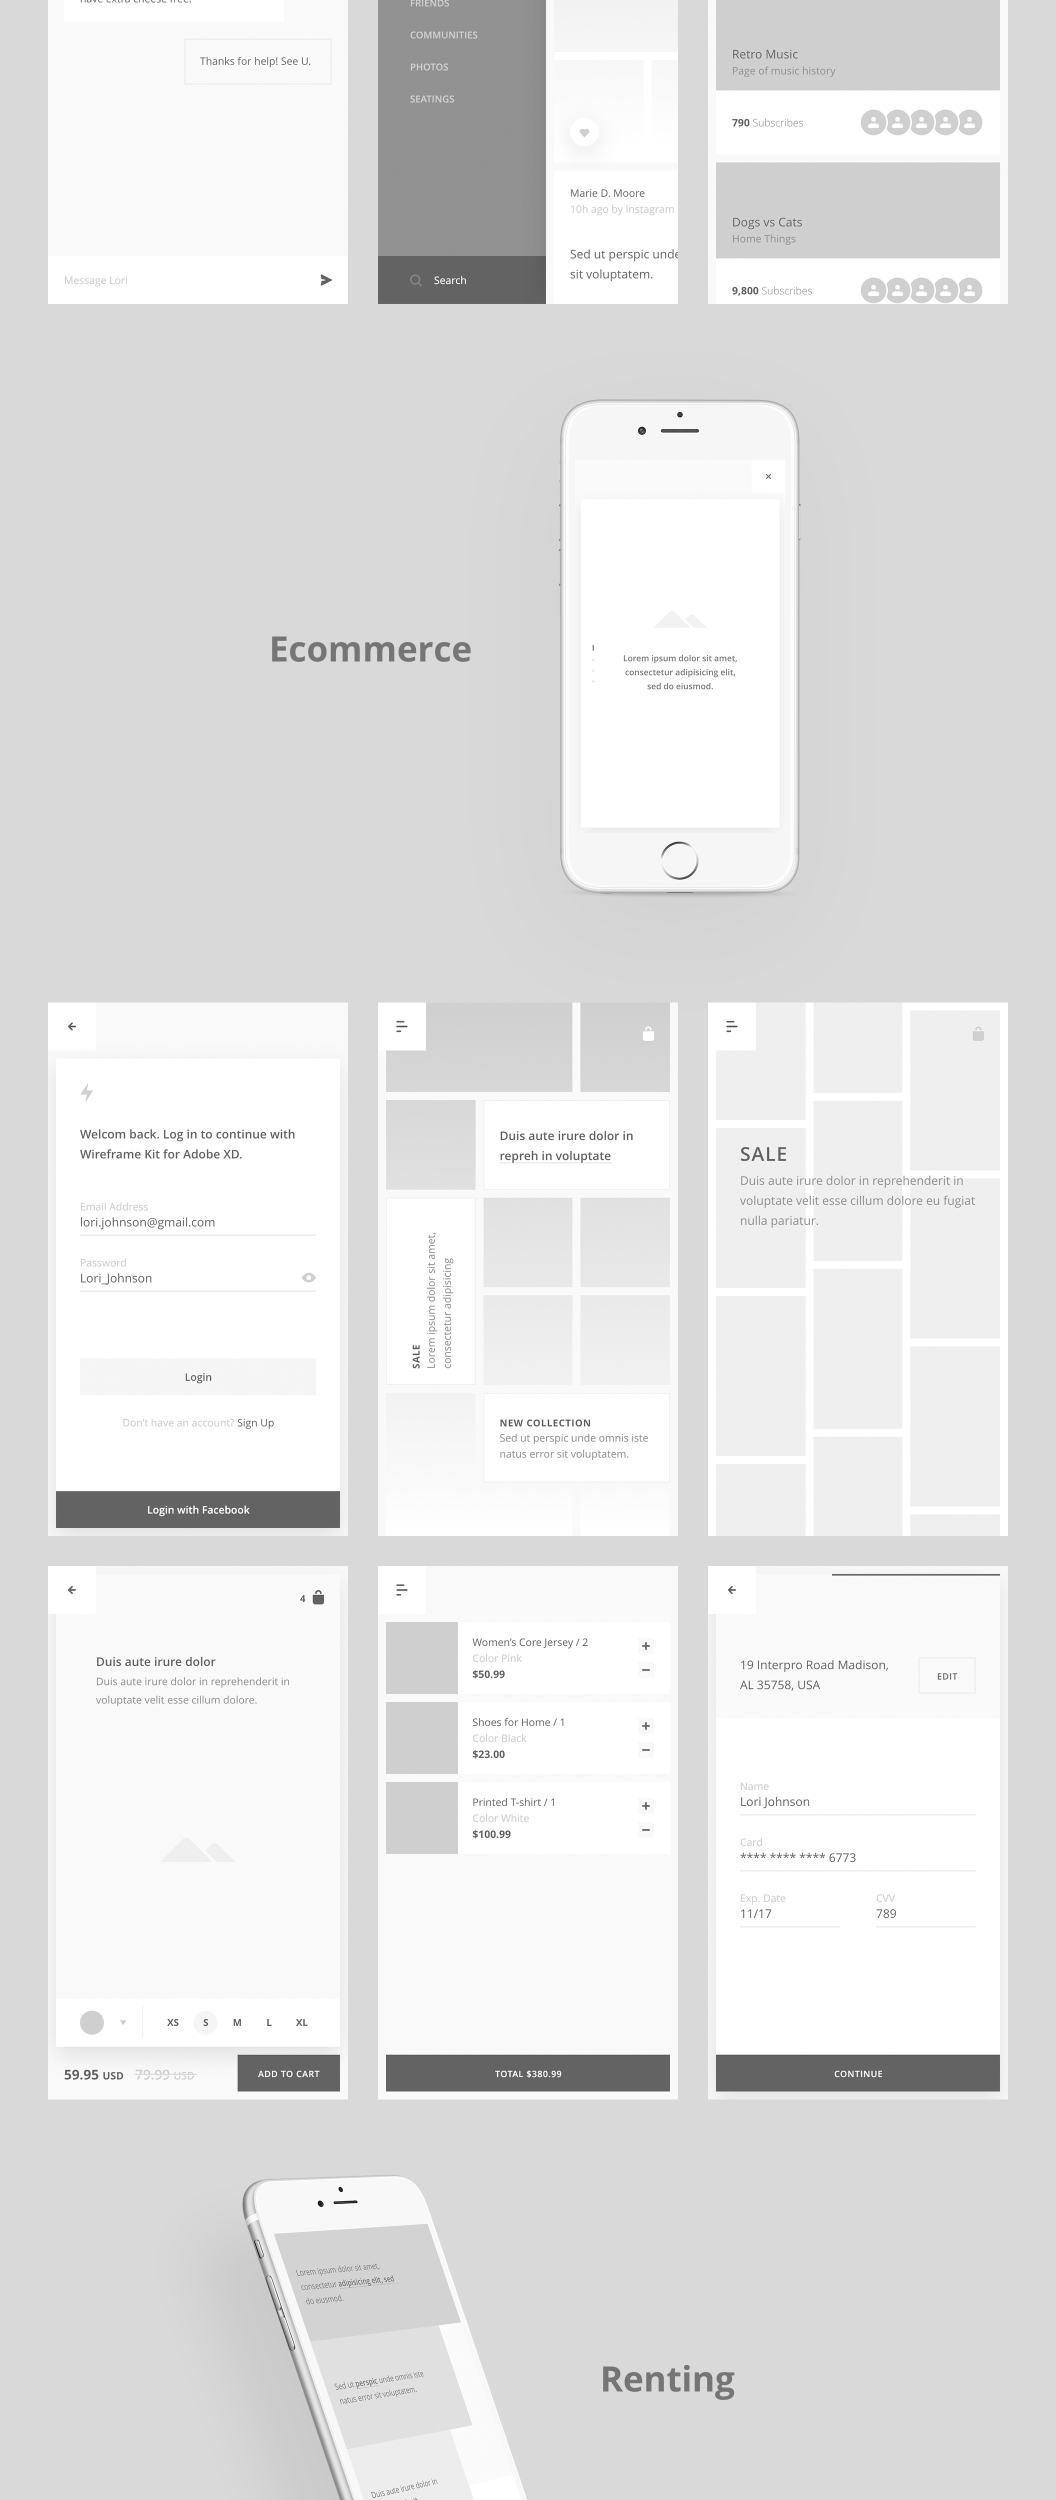 have extra cheese free.
Thanks for help! See U.
Message Lori
FRIENDS
COMMUNITIES
PHOTOS
SEATINGS
Search
Marie D. Moore
10h ago by Instagram
Sed ut perspic unde
sit voluptatem.
Retro Music
Page of music history
790 Subscribes
Dogs vs Cats
Home Things
9,800 Subscribes
Ecommerce
Lorem ipsum dolor sit amet,
consectetur adipisicing elit,
sed do eiusmod.
Welcom back. Log in to continue with
Wireframe Kit for Adobe XD.
Email Address
lori.johnson@gmail.com
Password
Lori_Johnson
Login
Don't have an account? Sign Up
Login with Facebook
Duis aute irure dolor in
repreh in voluptate
SALE
Lorem ipsum dolor sit amet,
consectetur adipisicing
NEW COLLECTION
Sed ut perspic unde omnis iste
natus error sit voluptatem.
SALE
Duis aute irure dolor in reprehenderit in
voluptate velit esse cillum dolore eu fugiat
nulla pariatur.
4
Duis aute irure dolor
Duis aute irure dolor in reprehenderit in
voluptate velit esse cillum dolore.
XS S M L XL
59.95 USD 79.99 USD
ADD TO CART
Women's Core Jersey / 2
Color Pink
$50.99
Shoes for Home / 1
Color Black
$23.00
Printed T-shirt / 1
Color White
$100.99
TOTAL $380.99
19 Interpro Road Madison,
AL 35758, USA
EDIT
Name
Lori Johnson
Card
**** **** **** 6773
Exp. Date
11/17
CVV
789
CONTINUE
Lorem ipsum dolor sit amet,
consectetur adipisicing elit, sed
do eiusmod.
Sed ut perspic unde omnis iste
natus error sit voluptatem.
Duis aute irure dolor in
Renting